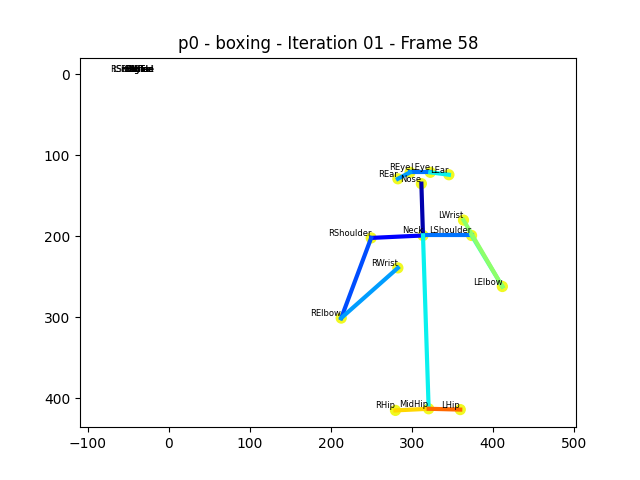 p0 - boxing - Iteration 01 - Frame 58
0
100
REye LEye
REar LEar
Nose
LWrist
200
RShoulder Neck LShoulder
RWrist
LElbow
300
RElbow
400
RHip MidHip LHip
−100 0 100 200 300 400 500